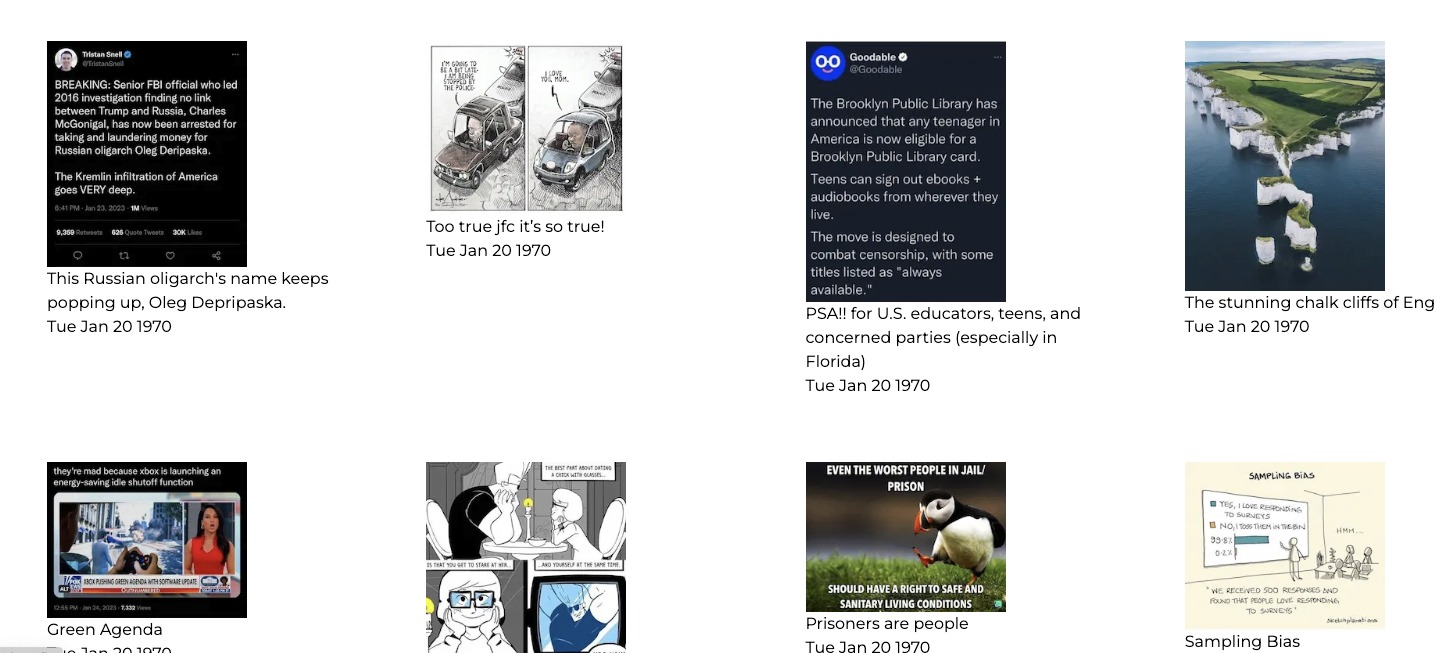 Tristan Snell
@TristanSnell
BREAKING: Senior FBI official who led
2016 investigation finding no link
between Trump and Russia, Charles
McGonigal, has now been arrested for
taking and laundering money for
Russian oligarch Oleg Deripaska.
The Kremlin infiltration of America
goes VERY deep.
6:41 PM · Jan 23, 2023 · 1M Views
9,359 Retweets 626 Quote Tweets 30K Likes
This Russian oligarch's name keeps
popping up, Oleg Depripaska.
Tue Jan 20 1970
I'M GOING TO
BE A BIT LATE.
I AM BEING
STOPPED BY
THE POLICE.
I LOVE
YOU, MOM.
Too true jfc it's so true!
Tue Jan 20 1970
Goodable
@Goodable
The Brooklyn Public Library has
announced that any teenager in
America is now eligible for a
Brooklyn Public Library card.
Teens can sign out ebooks +
audiobooks from wherever they
live.
The move is designed to
combat censorship, with some
titles listed as "always
available."
PSA!! for U.S. educators, teens, and
concerned parties (especially in
Florida)
Tue Jan 20 1970
The stunning chalk cliffs of Eng
Tue Jan 20 1970
they're mad because xbox is launching an
energy-saving idle shutoff function
FOX
ALT
XBOX PUSHING GREEN AGENDA WITH SOFTWARE UPDATE
OUTNUMBERED
12:55 PM · Jan 24, 2023 · 7,332 Views
Green Agenda
Tue Jan 20 1970
THE BEST PART ABOUT DATING
A CHICK WITH GLASSES...
IS THAT YOU GET TO STARE AT HER...
...AND YOURSELF AT THE SAME TIME.
EVEN THE WORST PEOPLE IN JAIL/
PRISON
SHOULD HAVE A RIGHT TO SAFE AND
SANITARY LIVING CONDITIONS
Prisoners are people
Tue Jan 20 1970
SAMPLING BIAS
YES, I LOVE RESPONDING
TO SURVEYS
NO, I TOSS THEM IN THE BIN
99.8%
0.2%
HMM...
"WE RECEIVED 500 RESPONSES AND
FOUND THAT PEOPLE LOVE RESPONDING
TO SURVEYS"
sketchplanations
Sampling Bias